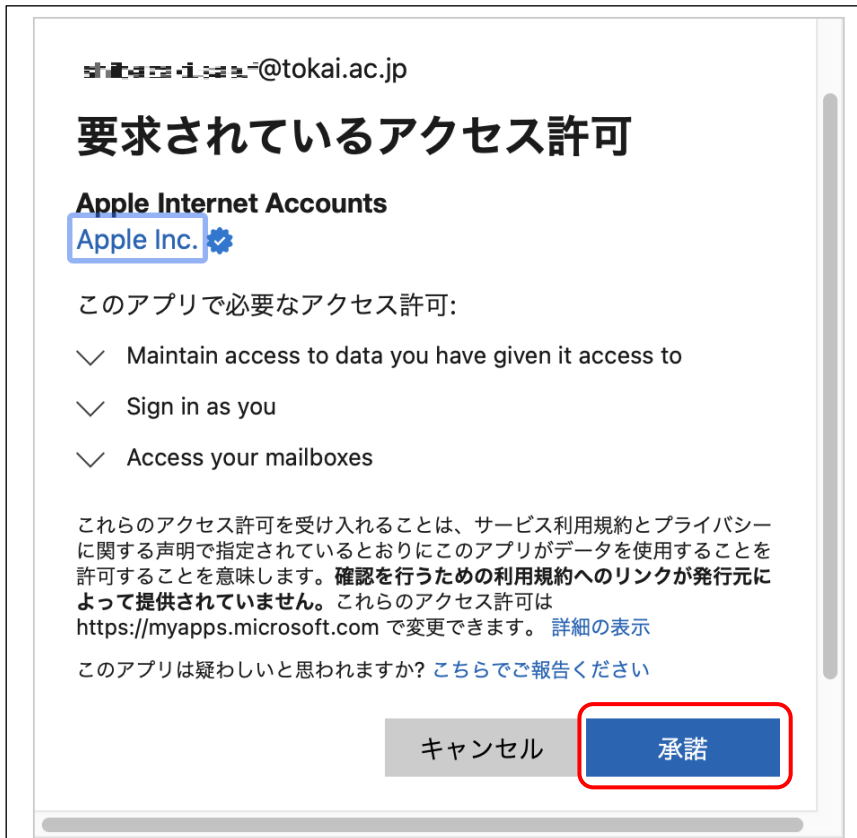 @tokai.ac.jp
要求されているアクセス許可
Apple Internet Accounts
Apple Inc.
このアプリで必要なアクセス許可:
Maintain access to data you have given it access to
Sign in as you
Access your mailboxes
これらのアクセス許可を受け入れることは、サービス利用規約とプライバシー
に関する声明で指定されているとおりにこのアプリがデータを使用することを
許可することを意味します。確認を行うための利用規約へのリンクが発行元に
よって提供されていません。これらのアクセス許可は
https://myapps.microsoft.com で変更できます。 詳細の表示
このアプリは疑わしいと思われますか? こちらでご報告ください
キャンセル
承諾